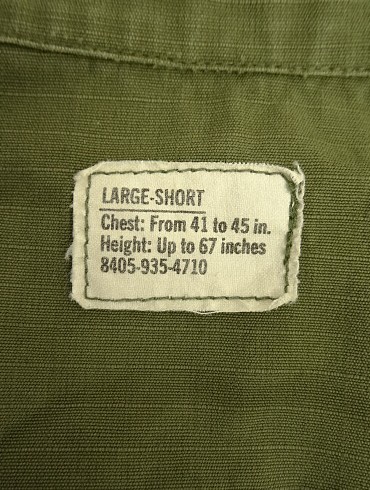 LARGE-SHORT
Chest: From 41 to 45 in.
Height: Up to 67 inches
8405-935-4710